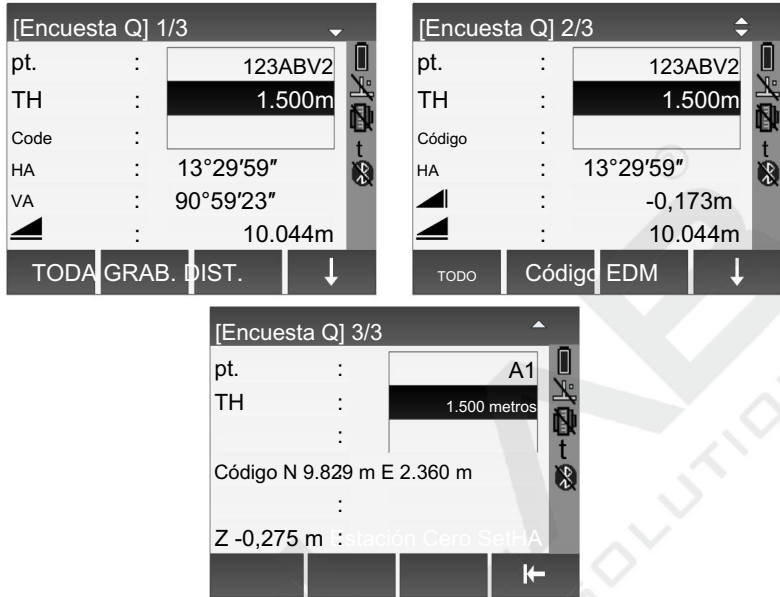 [Encuesta Q] 1/3
pt. : 123ABV2
TH : 1.500m
Code :
HA : 13°29′59″
VA : 90°59′23″
: 10.044m
TODA GRAB. DIST. ↓
[Encuesta Q] 2/3
pt. : 123ABV2
TH : 1.500m
Código :
HA : 13°29′59″
: -0,173m
: 10.044m
TODO Código EDM ↓
[Encuesta Q] 3/3
pt. : A1
TH : 1.500 metros
:
Código N 9.829 m E 2.360 m
:
Z -0,275 m : Estación Cero SetHA
t
t
t